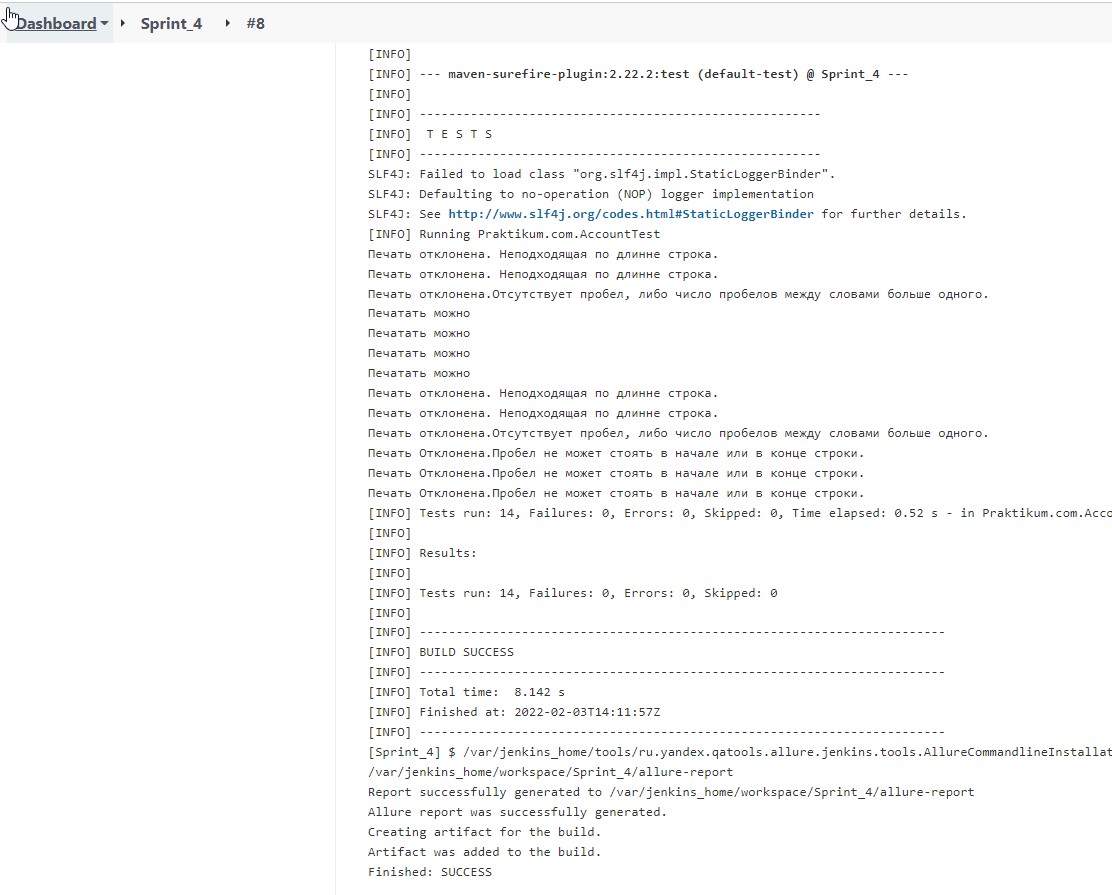 Dashboard Sprint_4 #8
[INFO]
[INFO] --- maven-surefire-plugin:2.22.2:test (default-test) @ Sprint_4 ---
[INFO]
[INFO] -------------------------------------------------------
[INFO]  T E S T S
[INFO] -------------------------------------------------------
SLF4J: Failed to load class "org.slf4j.impl.StaticLoggerBinder".
SLF4J: Defaulting to no-operation (NOP) logger implementation
SLF4J: See http://www.slf4j.org/codes.html#StaticLoggerBinder for further details.
[INFO] Running Praktikum.com.AccountTest
Печать отклонена. Неподходящая по длинне строка.
Печать отклонена. Неподходящая по длинне строка.
Печать отклонена.Отсутствует пробел, либо число пробелов между словами больше одного.
Печатать можно
Печатать можно
Печатать можно
Печатать можно
Печать отклонена. Неподходящая по длинне строка.
Печать отклонена. Неподходящая по длинне строка.
Печать отклонена.Отсутствует пробел, либо число пробелов между словами больше одного.
Печать Отклонена.Пробел не может стоять в начале или в конце строки.
Печать Отклонена.Пробел не может стоять в начале или в конце строки.
Печать Отклонена.Пробел не может стоять в начале или в конце строки.
[INFO] Tests run: 14, Failures: 0, Errors: 0, Skipped: 0, Time elapsed: 0.52 s - in Praktikum.com.Acco
[INFO]
[INFO] Results:
[INFO]
[INFO] Tests run: 14, Failures: 0, Errors: 0, Skipped: 0
[INFO]
[INFO] ------------------------------------------------------------------------
[INFO] BUILD SUCCESS
[INFO] ------------------------------------------------------------------------
[INFO] Total time:  8.142 s
[INFO] Finished at: 2022-02-03T14:11:57Z
[INFO] ------------------------------------------------------------------------
[Sprint_4] $ /var/jenkins_home/tools/ru.yandex.qatools.allure.jenkins.tools.AllureCommandlineInstallat
/var/jenkins_home/workspace/Sprint_4/allure-report
Report successfully generated to /var/jenkins_home/workspace/Sprint_4/allure-report
Allure report was successfully generated.
Creating artifact for the build.
Artifact was added to the build.
Finished: SUCCESS